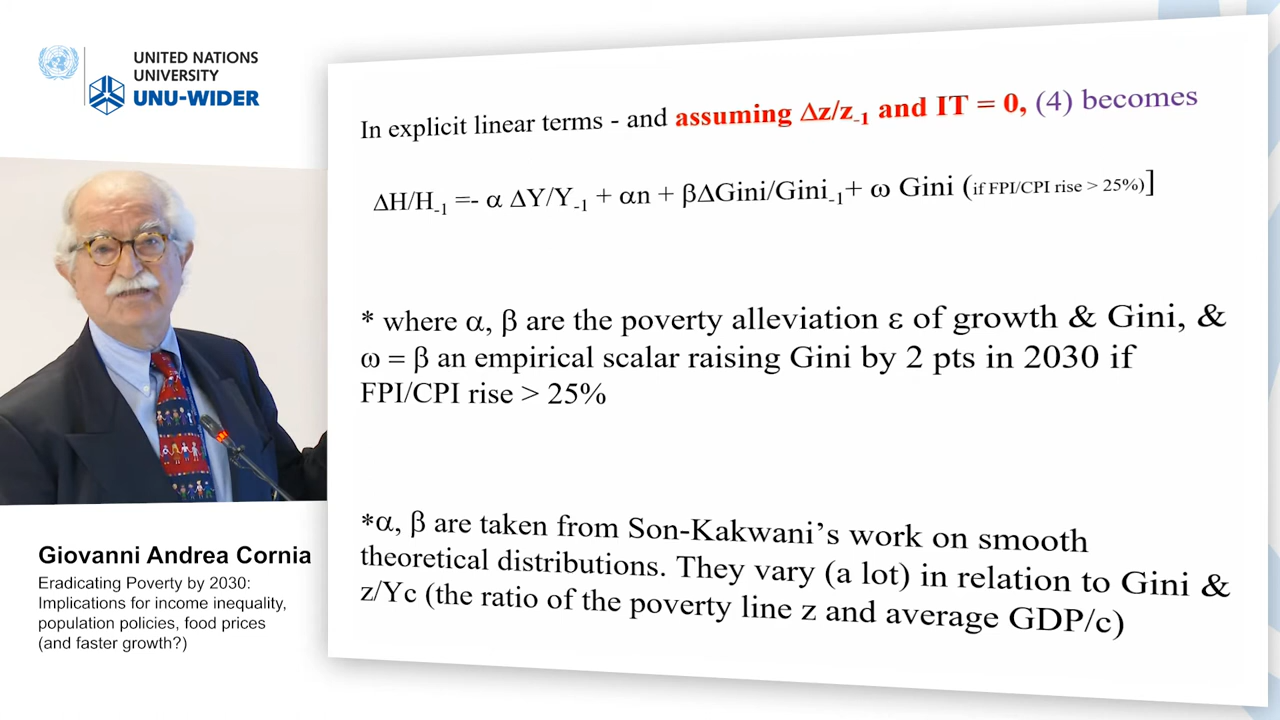 UNITED NATIONS
UNIVERSITY
UNU-WIDER
In explicit linear terms - and assuming Δz/z-1 and IT = 0, (4) becomes
ΔH/H-1 =- α ΔY/Y-1 + αn + βΔGini/Gini-1+ ω Gini (if FPI/CPI rise > 25%)]
* where α, β are the poverty alleviation ε of growth & Gini, &
ω = β an empirical scalar raising Gini by 2 pts in 2030 if
FPI/CPI rise > 25%
*α, β are taken from Son-Kakwani's work on smooth
theoretical distributions. They vary (a lot) in relation to Gini &
z/Yc (the ratio of the poverty line z and average GDP/c)
Giovanni Andrea Cornia
Eradicating Poverty by 2030:
Implications for income inequality,
population policies, food prices
(and faster growth?)